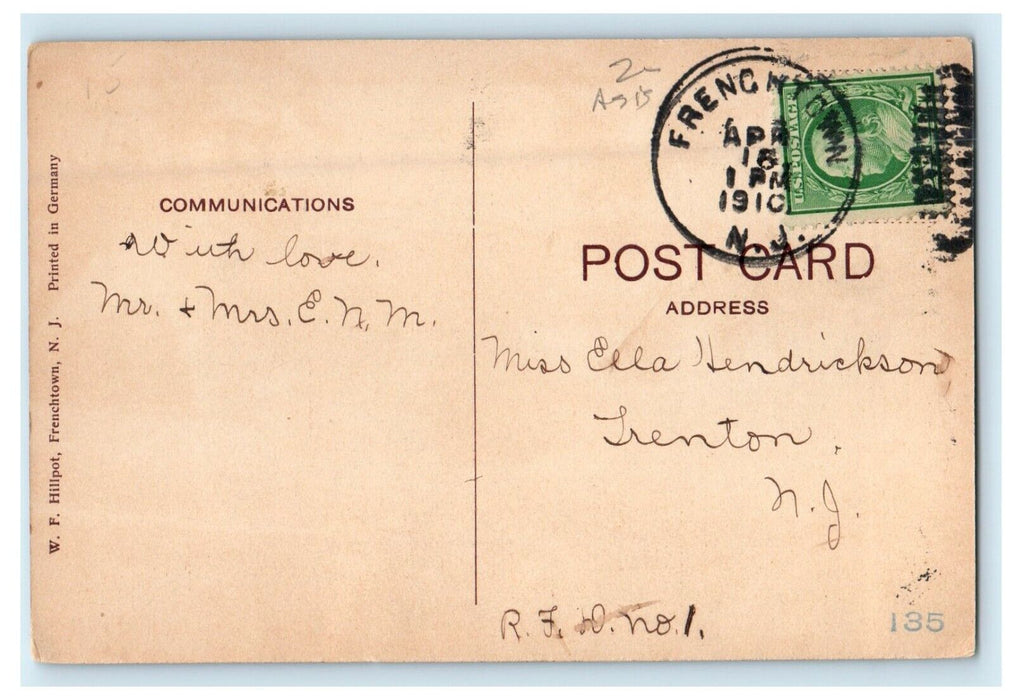 W. F. Hillpot, Frenchtown, N. J. Printed in Germany
COMMUNICATIONS
With love.
Mr. + Mrs. E. N. M.
FRENCHTOWN
APR
1 PM
1910
N.J.
U.S. POSTAGE
POST CARD
ADDRESS
Miss Ella Hendrickson
Trenton.
N.J.
R. F. D. No. 1.
135